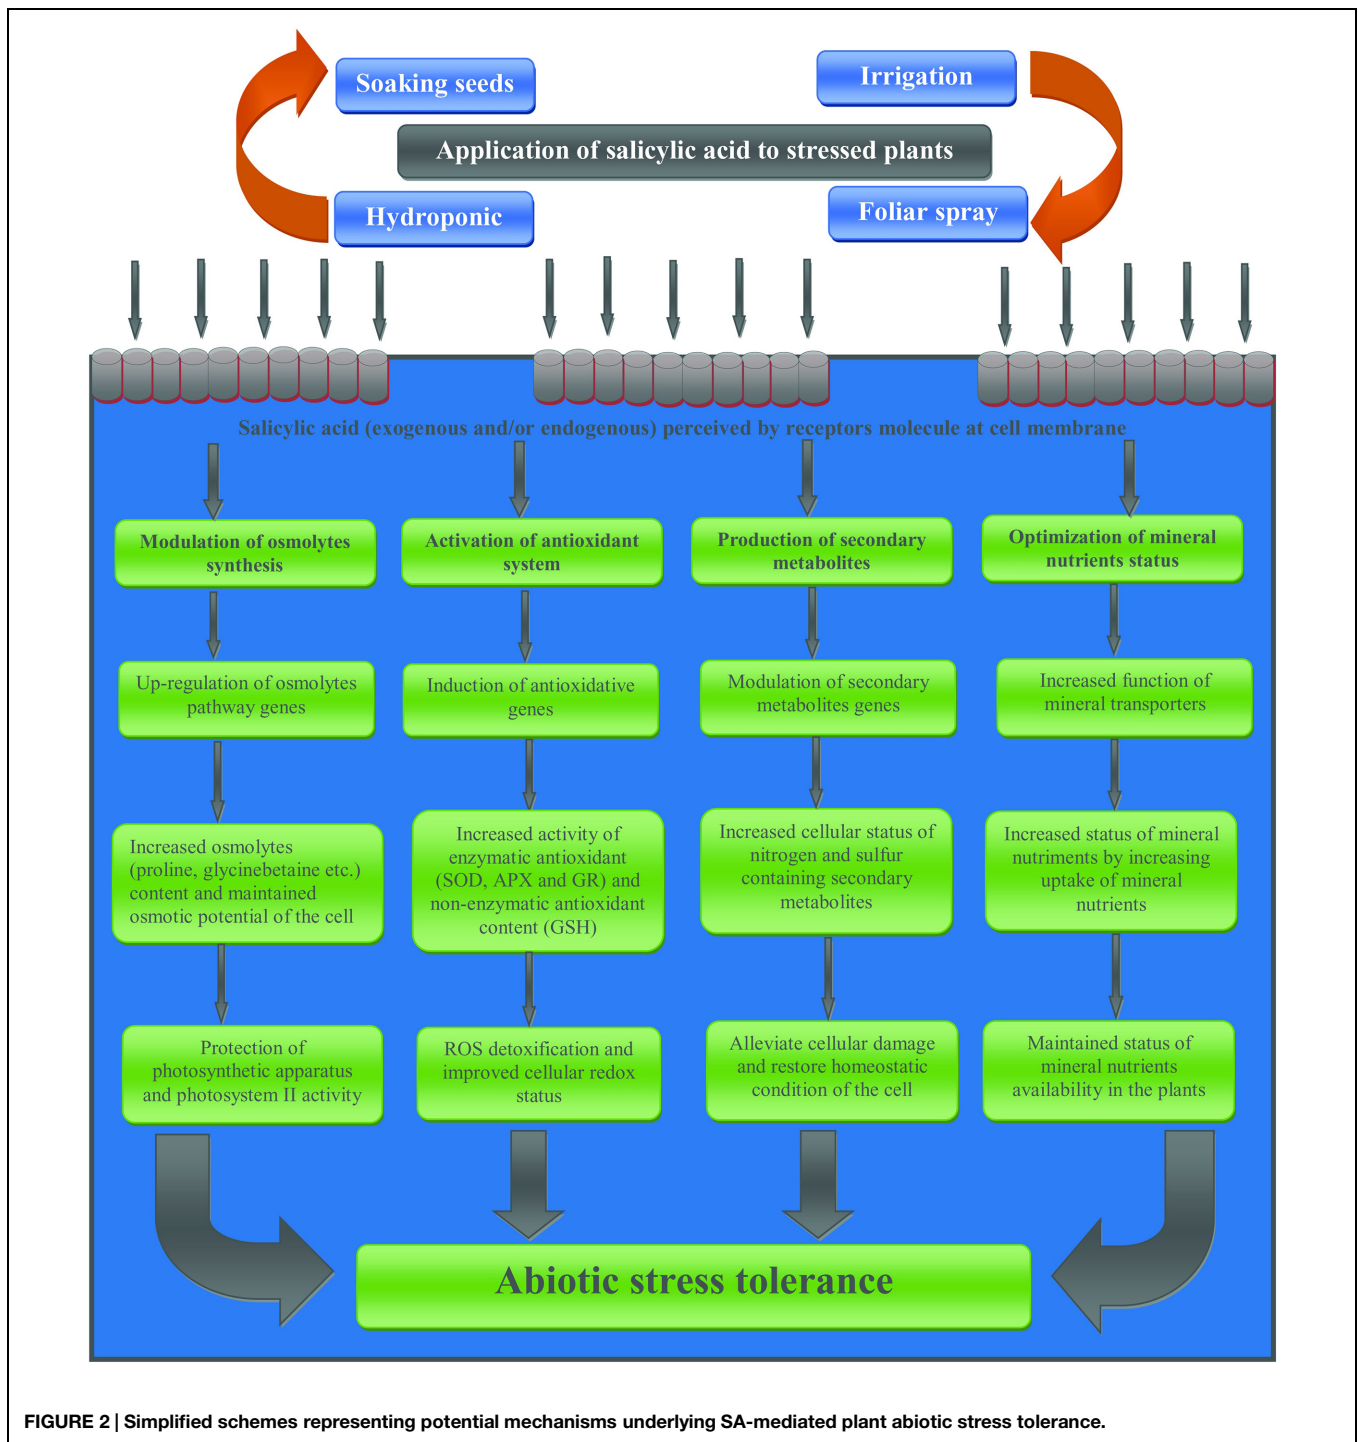 Soaking seeds
Irrigation
Application of salicylic acid to stressed plants
Hydroponic
Foliar spray
Salicylic acid (exogenous and/or endogenous) perceived by receptors molecule at cell membrane
Modulation of osmolytes
synthesis
Activation of antioxidant
system
Production of secondary
metabolites
Optimization of mineral
nutrients status
Up-regulation of osmolytes
pathway genes
Induction of antioxidative
genes
Modulation of secondary
metabolites genes
Increased function of
mineral transporters
Increased osmolytes
(proline, glycinebetaine etc.)
content and maintained
osmotic potential of the cell
Increased activity of
enzymatic antioxidant
(SOD, APX and GR) and
non-enzymatic antioxidant
content (GSH)
Increased cellular status of
nitrogen and sulfur
containing secondary
metabolites
Increased status of mineral
nutriments by increasing
uptake of mineral
nutrients
Protection of
photosynthetic apparatus
and photosystem II activity
ROS detoxification and
improved cellular redox
status
Alleviate cellular damage
and restore homeostatic
condition of the cell
Maintained status of
mineral nutrients
availability in the plants
Abiotic stress tolerance
FIGURE 2 | Simplified schemes representing potential mechanisms underlying SA-mediated plant abiotic stress tolerance.